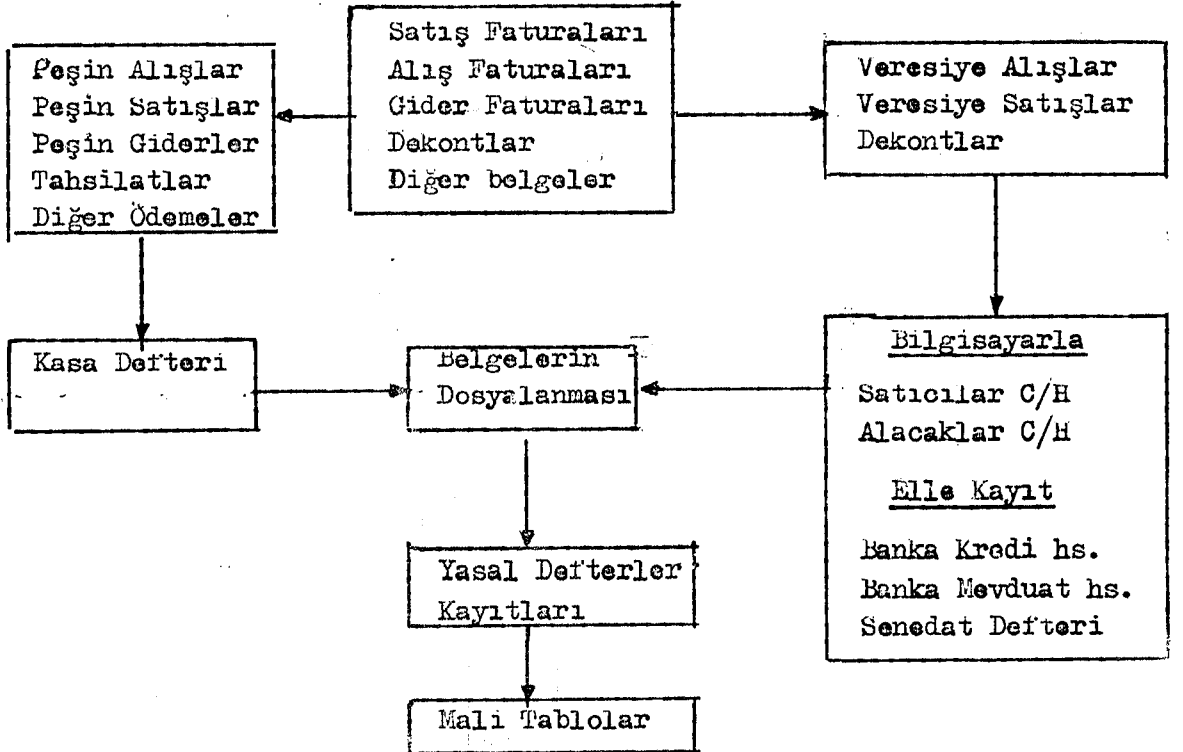 Satış Faturaları
Alış Faturaları
Gider Faturaları
Dekontlar
Diğer belgeler
Peşin Alışlar
Peşin Satışlar
Peşin Giderler
Tahsilatlar
Diğer Ödemeler
Veresiye Alışlar
Veresiye Satışlar
Dekontlar
Kasa Defteri
Belgelerin
Dosyalanması
Bilgisayarla
Satıcılar C/H
Alacaklar C/H
Elle Kayıt
Banka Kredi hs.
Banka Mevduat hs.
Senedat Defteri
Yasal Defterler
Kayıtları
Mali Tablolar